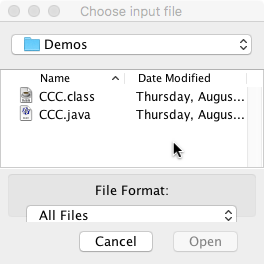 Choose input file
Demos
Name Date Modified
CCC.class Thursday, Augus...
CCC.java Thursday, Augus...
File Format:
All Files
Cancel Open